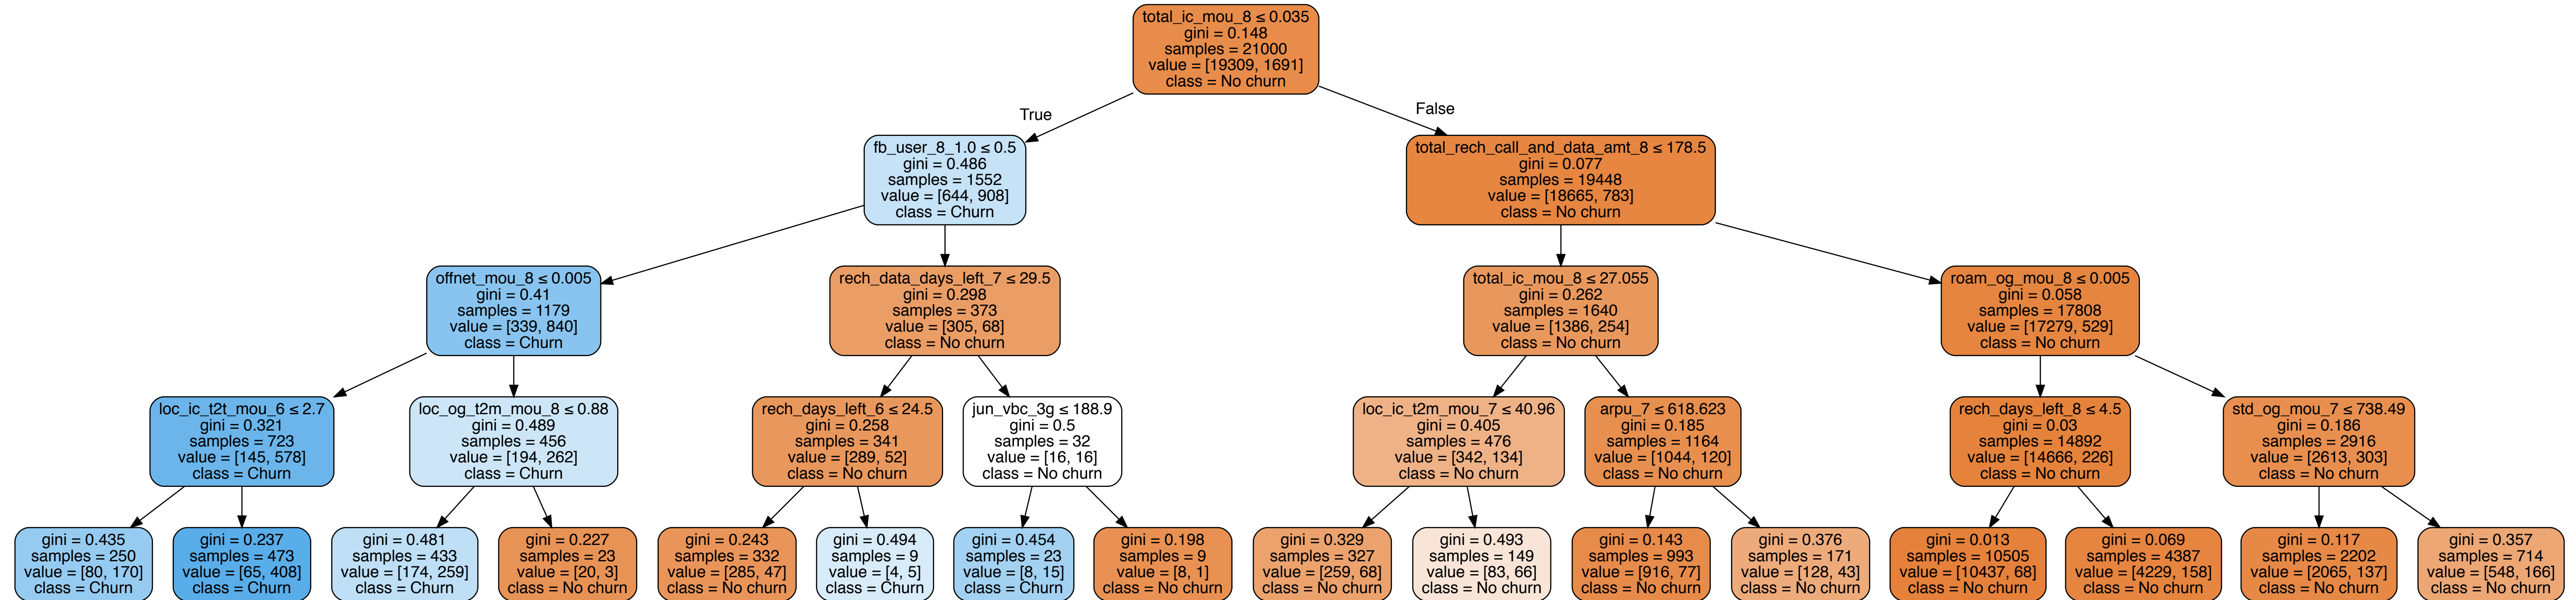 total_ic_mou_8 ≤ 0.035
gini = 0.148
samples = 21000
value = [19309, 1691]
class = No churn
True
False
fb_user_8_1.0 ≤ 0.5
gini = 0.486
samples = 1552
value = [644, 908]
class = Churn
total_rech_call_and_data_amt_8 ≤ 178.5
gini = 0.077
samples = 19448
value = [18665, 783]
class = No churn
offnet_mou_8 ≤ 0.005
gini = 0.41
samples = 1179
value = [339, 840]
class = Churn
rech_data_days_left_7 ≤ 29.5
gini = 0.298
samples = 373
value = [305, 68]
class = No churn
total_ic_mou_8 ≤ 27.055
gini = 0.262
samples = 1640
value = [1386, 254]
class = No churn
roam_og_mou_8 ≤ 0.005
gini = 0.058
samples = 17808
value = [17279, 529]
class = No churn
loc_ic_t2t_mou_6 ≤ 2.7
gini = 0.321
samples = 723
value = [145, 578]
class = Churn
loc_og_t2m_mou_8 ≤ 0.88
gini = 0.489
samples = 456
value = [194, 262]
class = Churn
rech_days_left_6 ≤ 24.5
gini = 0.258
samples = 341
value = [289, 52]
class = No churn
jun_vbc_3g ≤ 188.9
gini = 0.5
samples = 32
value = [16, 16]
class = No churn
loc_ic_t2m_mou_7 ≤ 40.96
gini = 0.405
samples = 476
value = [342, 134]
class = No churn
arpu_7 ≤ 618.623
gini = 0.185
samples = 1164
value = [1044, 120]
class = No churn
rech_days_left_8 ≤ 4.5
gini = 0.03
samples = 14892
value = [14666, 226]
class = No churn
std_og_mou_7 ≤ 738.49
gini = 0.186
samples = 2916
value = [2613, 303]
class = No churn
gini = 0.435
samples = 250
value = [80, 170]
class = Churn
gini = 0.237
samples = 473
value = [65, 408]
class = Churn
gini = 0.481
samples = 433
value = [174, 259]
class = Churn
gini = 0.227
samples = 23
value = [20, 3]
class = No churn
gini = 0.243
samples = 332
value = [285, 47]
class = No churn
gini = 0.494
samples = 9
value = [4, 5]
class = Churn
gini = 0.454
samples = 23
value = [8, 15]
class = Churn
gini = 0.198
samples = 9
value = [8, 1]
class = No churn
gini = 0.329
samples = 327
value = [259, 68]
class = No churn
gini = 0.493
samples = 149
value = [83, 66]
class = No churn
gini = 0.143
samples = 993
value = [916, 77]
class = No churn
gini = 0.376
samples = 171
value = [128, 43]
class = No churn
gini = 0.013
samples = 10505
value = [10437, 68]
class = No churn
gini = 0.069
samples = 4387
value = [4229, 158]
class = No churn
gini = 0.117
samples = 2202
value = [2065, 137]
class = No churn
gini = 0.357
samples = 714
value = [548, 166]
class = No churn